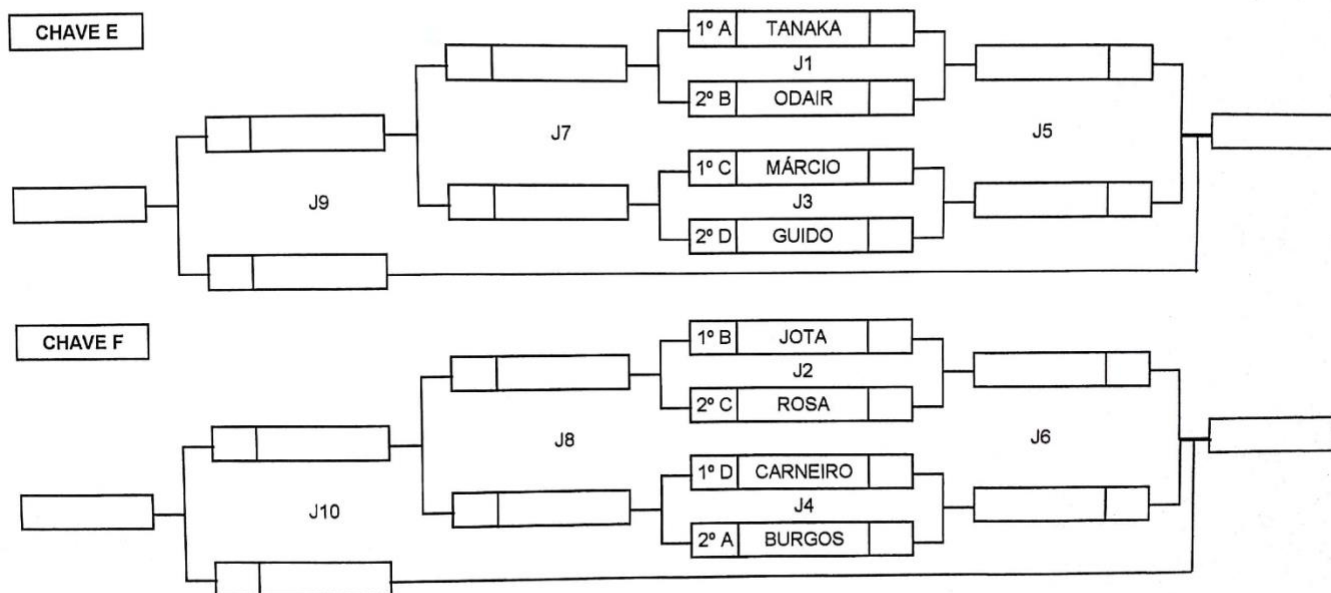 CHAVE E
1º A TANAKA
J1
2º B ODAIR
J7
J5
1º C MÁRCIO
J9
J3
2º D GUIDO
CHAVE F
1º B JOTA
J2
2º C ROSA
J8
J6
1º D CARNEIRO
J10
J4
2º A BURGOS